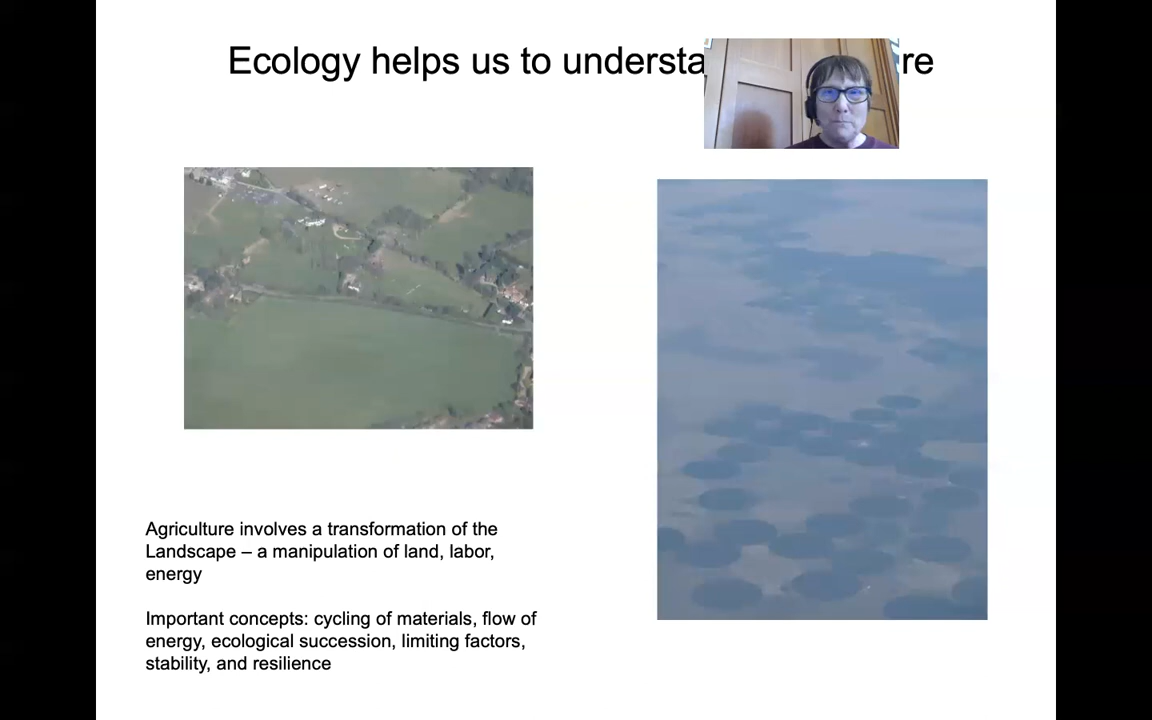 Ecology helps us to understa re
Agriculture involves a transformation of the
Landscape – a manipulation of land, labor,
energy
Important concepts: cycling of materials, flow of
energy, ecological succession, limiting factors,
stability, and resilience